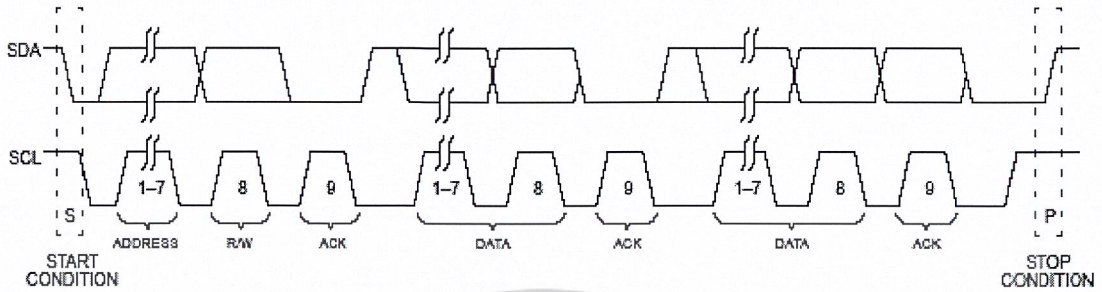 SDA
SCL
1–7 8 9 1–7 8 9 1–7 8 9
S P
ADDRESS R/W ACK DATA ACK DATA ACK
START CONDITION
STOP CONDITION